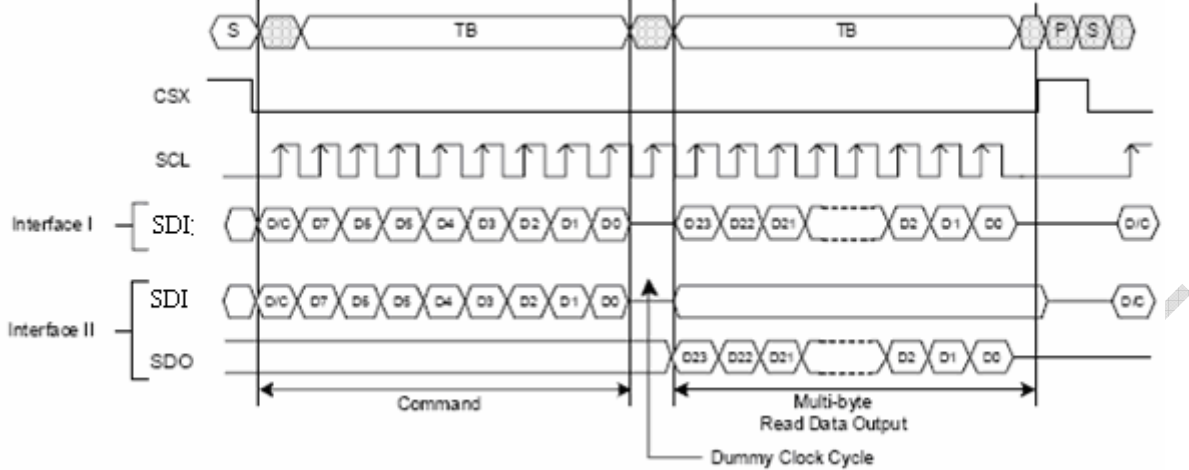 S TB TB P S
CSX
SCL
Interface I SDI: D/C D7 D6 D5 D4 D3 D2 D1 D0 D23 D22 D21 D2 D1 D0 D/C
SDI D/C D7 D6 D5 D4 D3 D2 D1 D0 D/C
Interface II
SDO D23 D22 D21 D2 D1 D0
Command
Multi-byte
Read Data Output
Dummy Clock Cycle